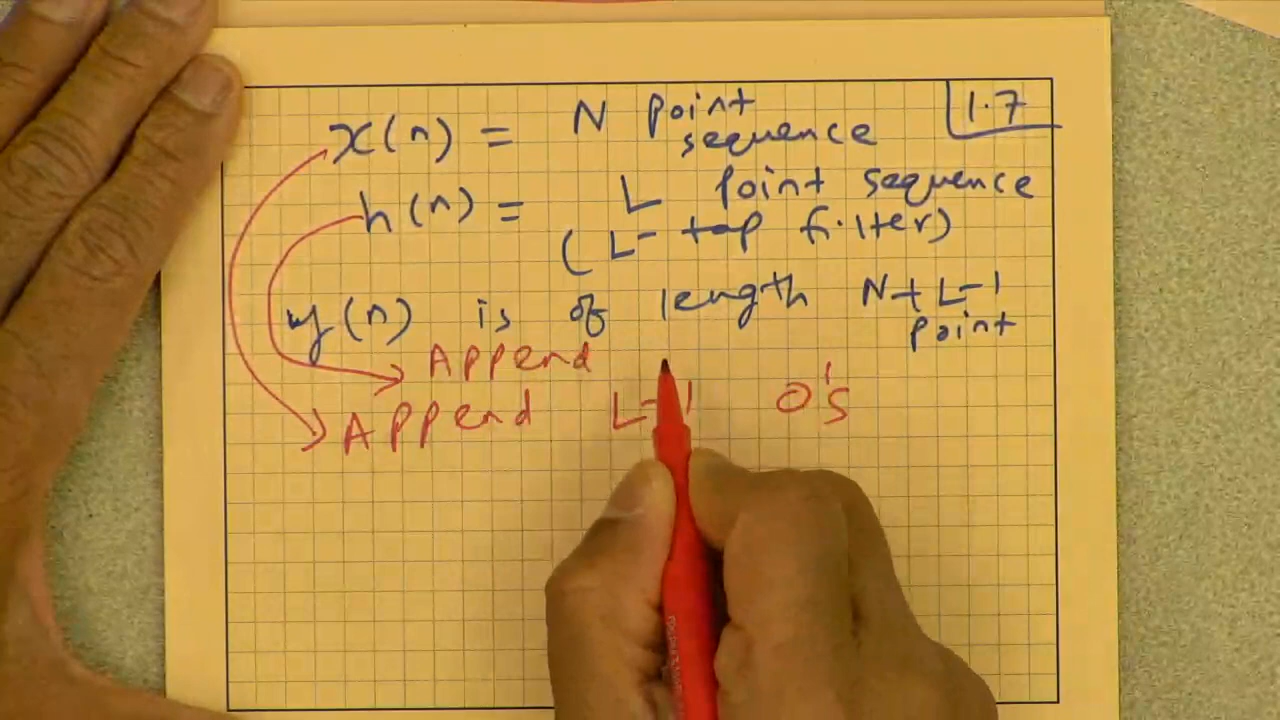 1.7
x(n) = N point sequence
h(n) = L point sequence
(L-tap filter)
y(n) is of length N+L-1 point
Append
Append L-1 0's